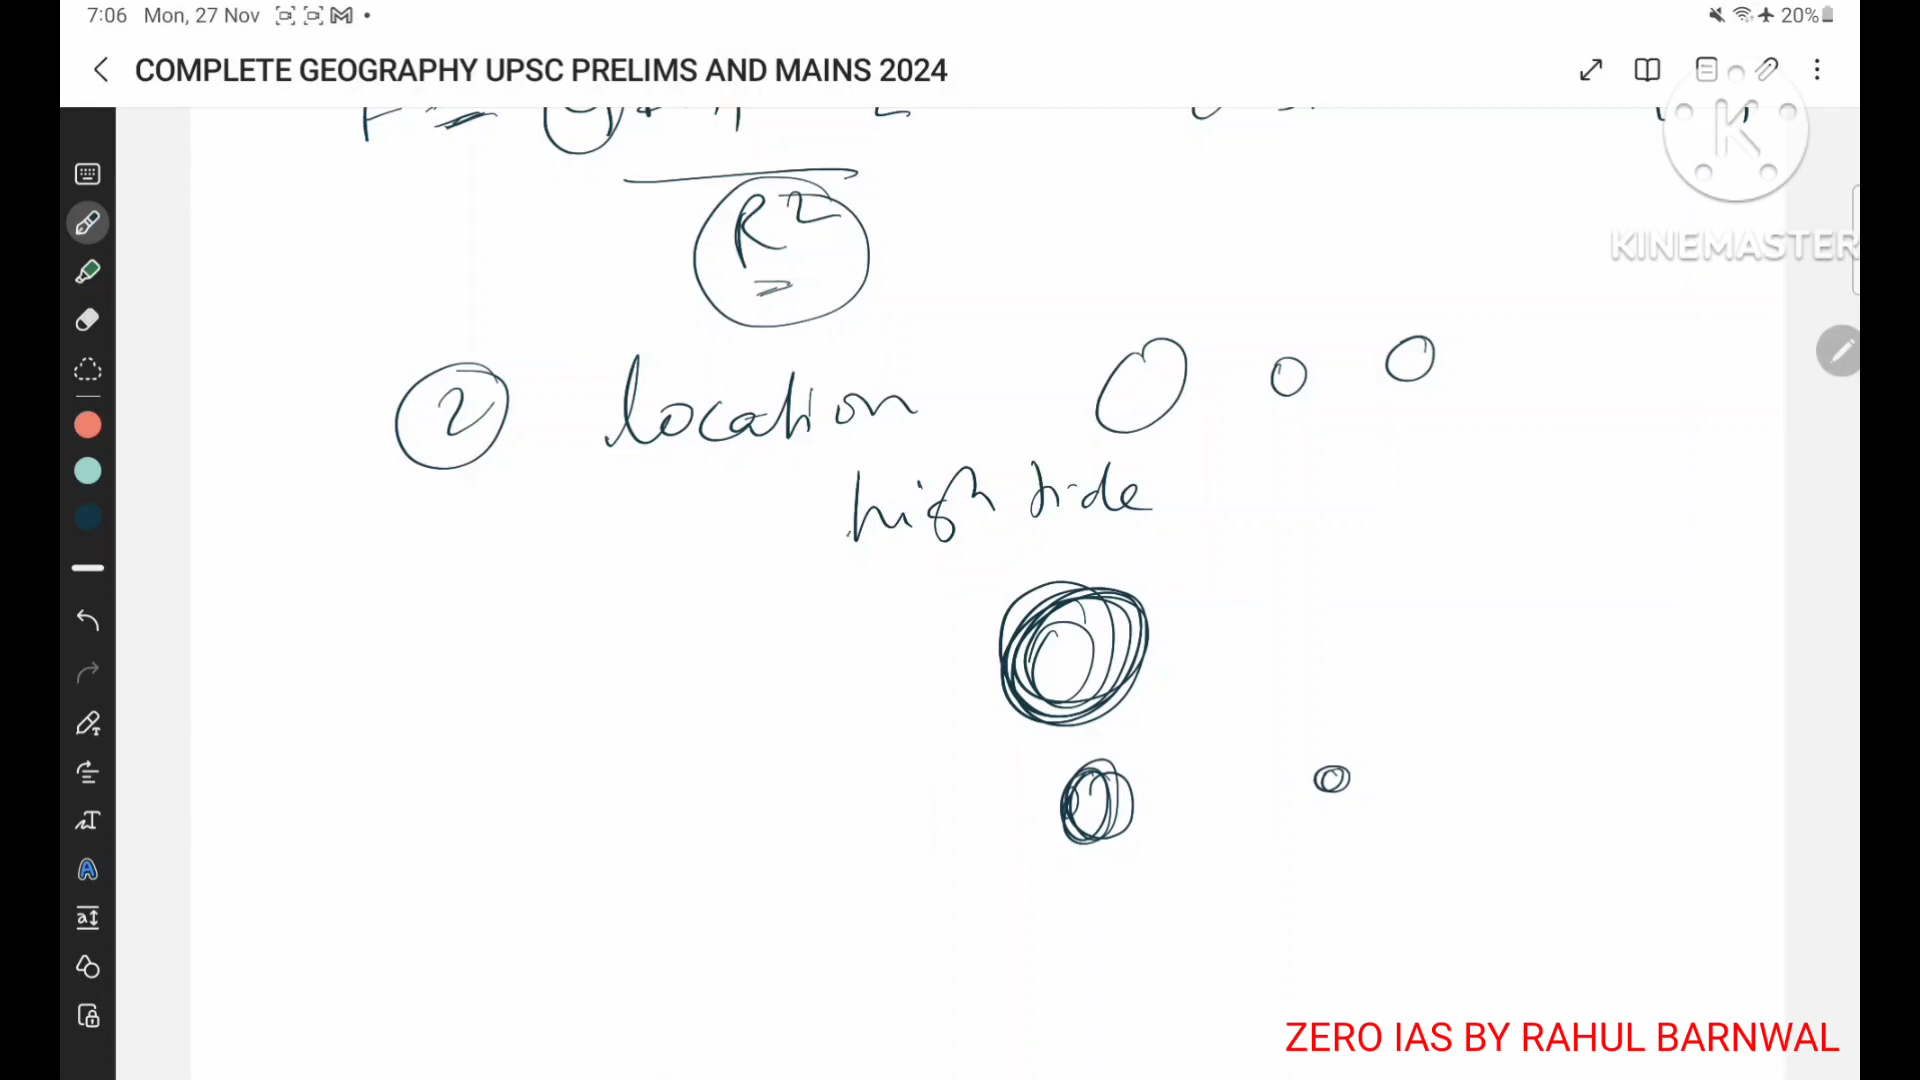 7:06 Mon, 27 Nov 20%
COMPLETE GEOGRAPHY UPSC PRELIMS AND MAINS 2024
K
KINEMASTER
R2
2 location
high tide
ZERO IAS BY RAHUL BARNWAL